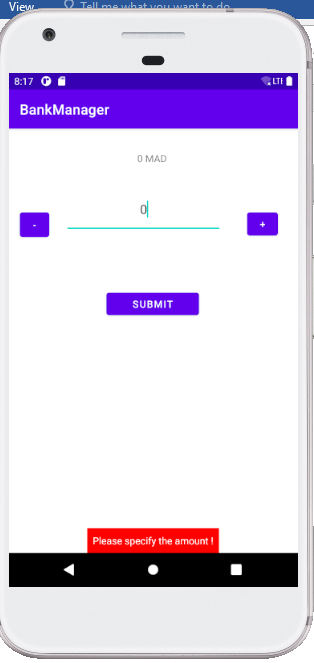 View
Tell me what you want to do
8:17 LTE
BankManager
0 MAD
0
-
+
SUBMIT
Please specify the amount !